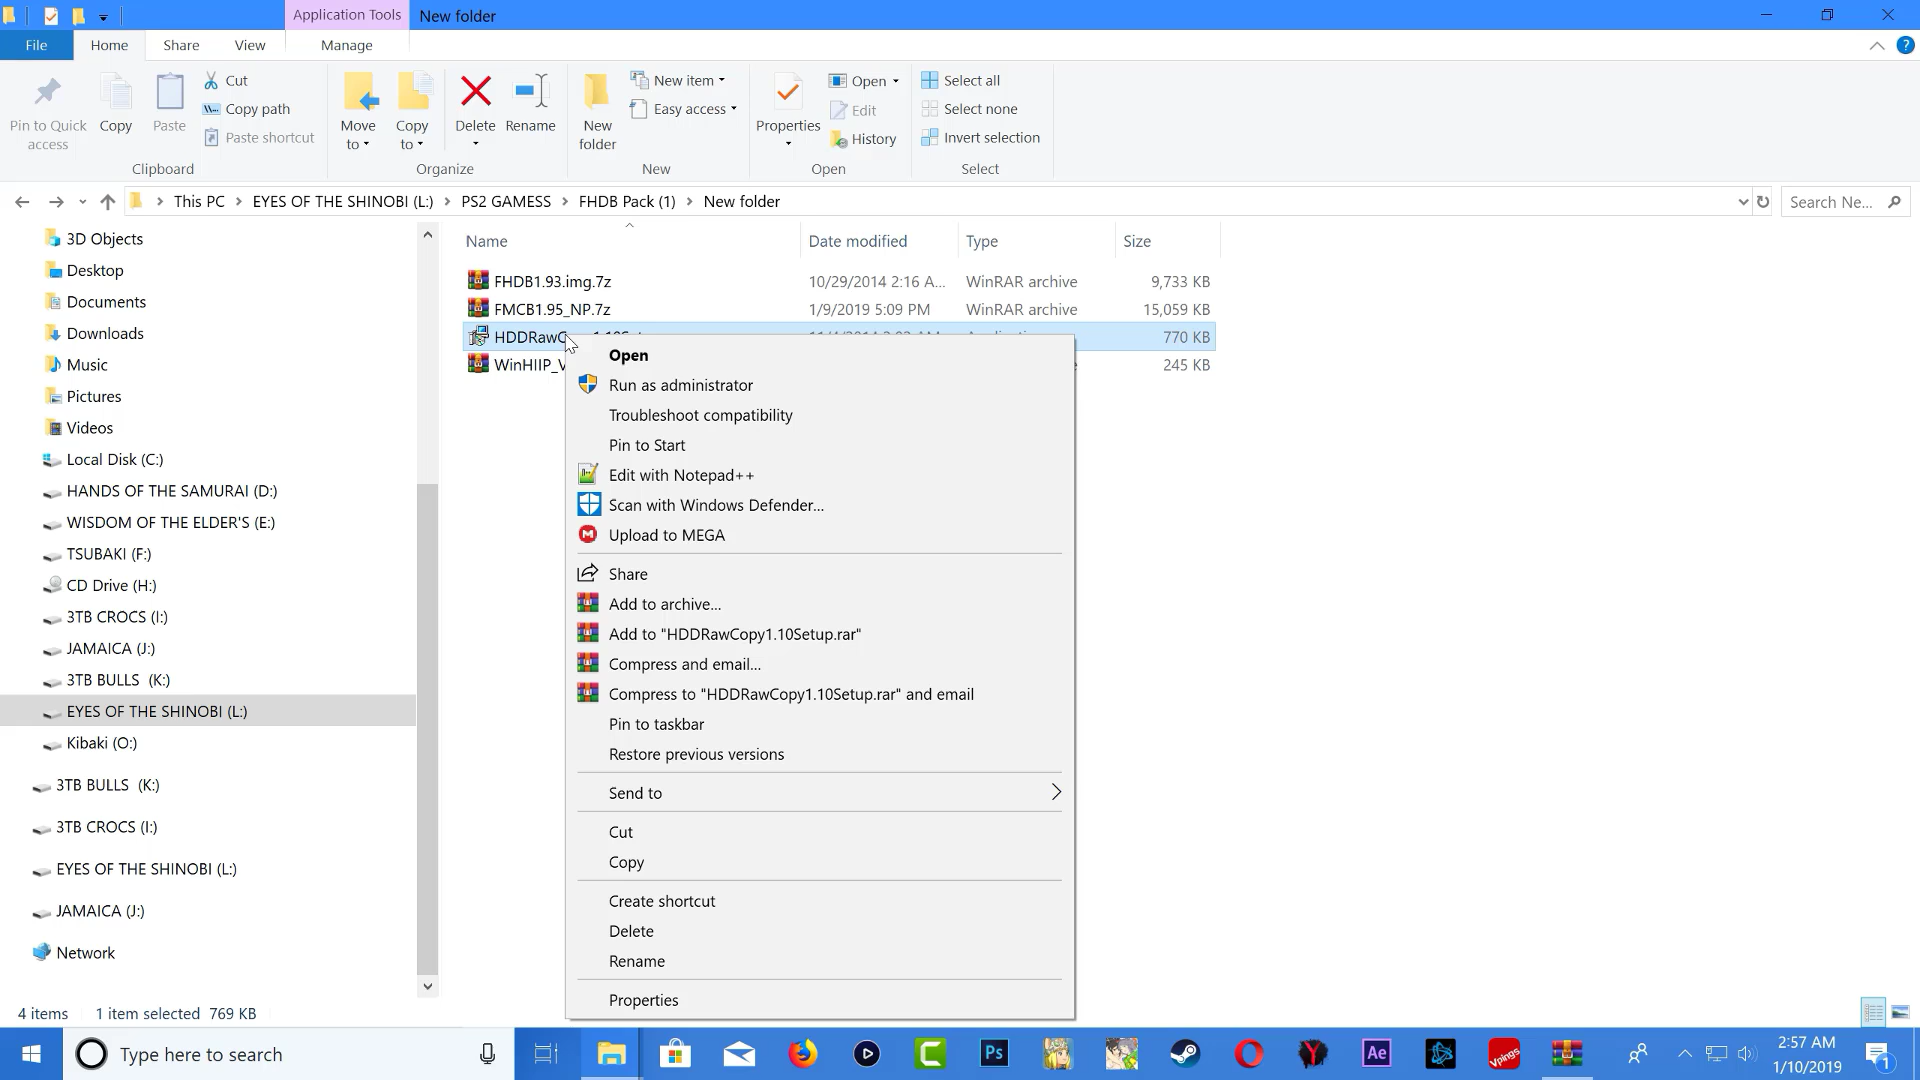 Application Tools
New folder
File
Home
Share
View
Manage
Pin to Quick access
Copy
Paste
Cut
Copy path
Paste shortcut
Move to
Copy to
Delete
Rename
New folder
New item
Easy access
Properties
Open
Edit
History
Select all
Select none
Invert selection
Clipboard
Organize
New
Open
Select
This PC
EYES OF THE SHINOBI (L:)
PS2 GAMESS
FHDB Pack (1)
New folder
Search Ne...
3D Objects
Desktop
Documents
Downloads
Music
Pictures
Videos
Local Disk (C:)
HANDS OF THE SAMURAI (D:)
WISDOM OF THE ELDER'S (E:)
TSUBAKI (F:)
CD Drive (H:)
3TB CROCS (I:)
JAMAICA (J:)
3TB BULLS (K:)
EYES OF THE SHINOBI (L:)
Kibaki (O:)
3TB BULLS (K:)
3TB CROCS (I:)
EYES OF THE SHINOBI (L:)
JAMAICA (J:)
Network
Name Date modified Type Size
FHDB1.93.img.7z 10/29/2014 2:16 A... WinRAR archive 9,733 KB
FMCB1.95_NP.7z 1/9/2019 5:09 PM WinRAR archive 15,059 KB
HDDRawC 770 KB
WinHIIP_V 245 KB
Open
Run as administrator
Troubleshoot compatibility
Pin to Start
Edit with Notepad++
Scan with Windows Defender...
Upload to MEGA
Share
Add to archive...
Add to "HDDRawCopy1.10Setup.rar"
Compress and email...
Compress to "HDDRawCopy1.10Setup.rar" and email
Pin to taskbar
Restore previous versions
Send to
Cut
Copy
Create shortcut
Delete
Rename
Properties
4 items 1 item selected 769 KB
Type here to search
Ps
Ae
Vpings
2:57 AM
1/10/2019
1